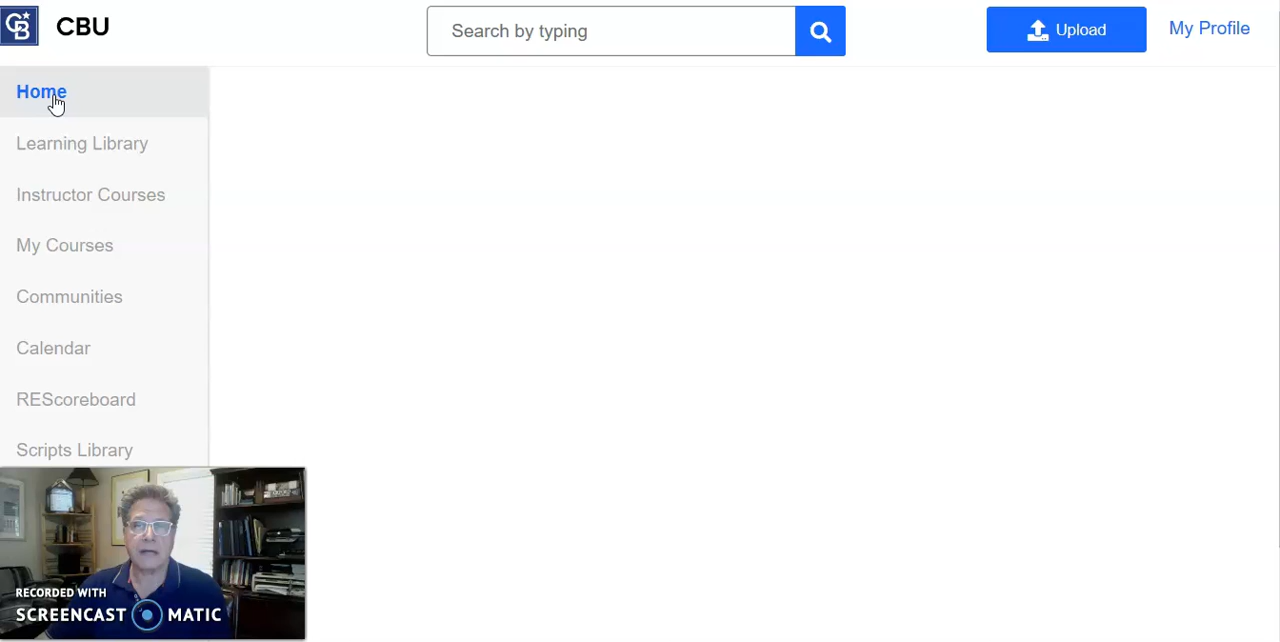 CB CBU
Search by typing
Upload
My Profile
Home
Learning Library
Instructor Courses
My Courses
Communities
Calendar
REScoreboard
Scripts Library
RECORDED WITH
SCREENCAST MATIC